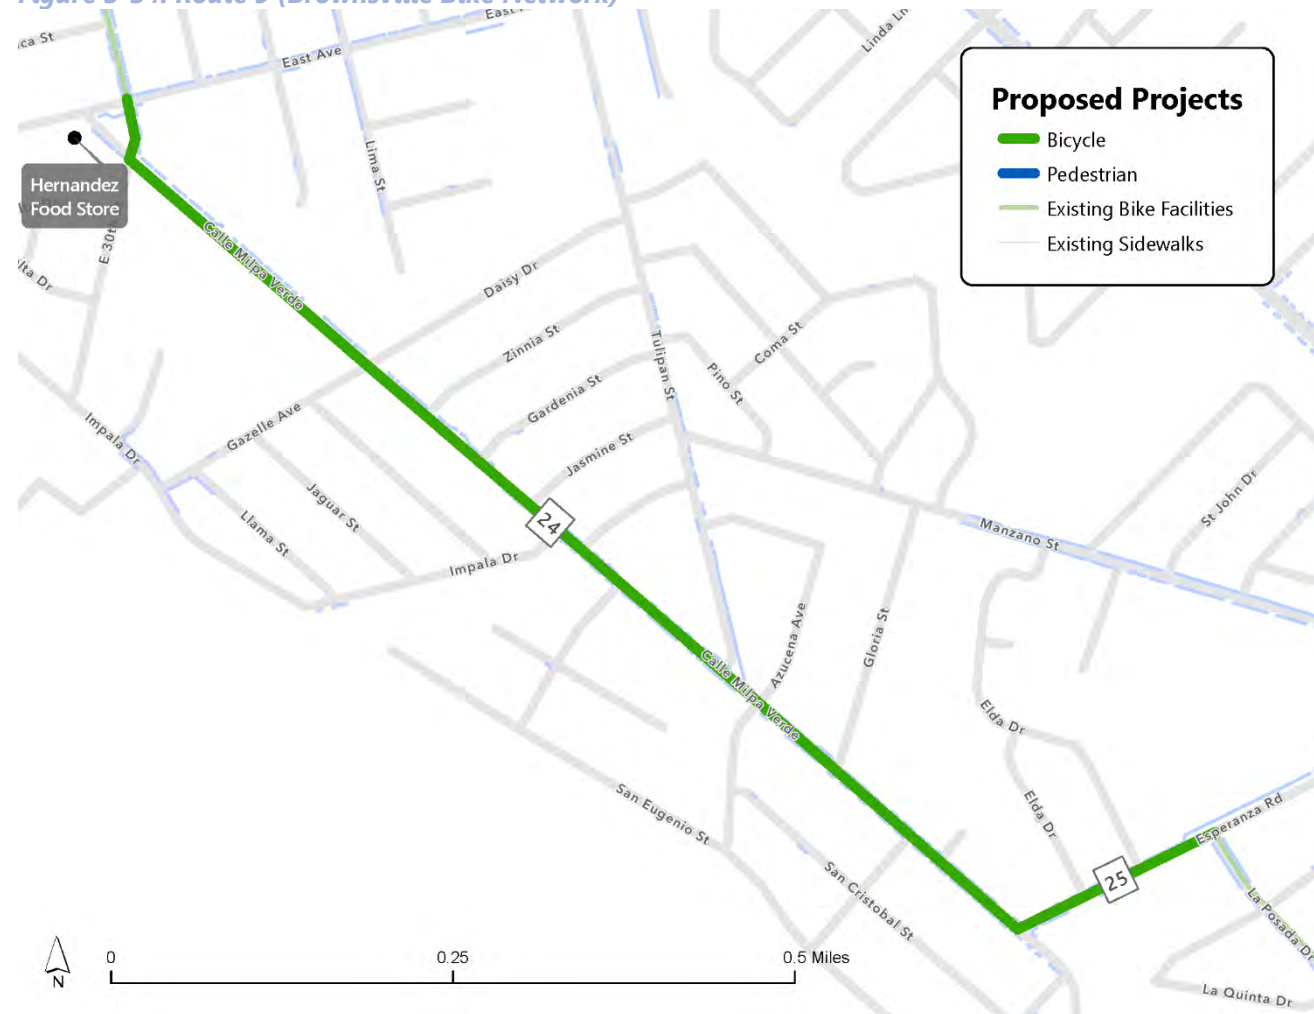 Linda Ln
East Ave
Proposed Projects
Bicycle
Pedestrian
Existing Bike Facilities
Existing Sidewalks
Hernandez
Food Store
Lima St
Calle Milpa Verde
Daisy Dr
Zinnia St
Tulipan St
Coma St
Pino St
Gardenia St
Gazelle Ave
Impala Dr
Jasmine St
Jaguar St
Llama St
24
Impala Dr
St John Dr
Manzano St
Azucena Ave
Gloria St
Calle Milpa Verde
Elda Dr
Elda Dr
San Eugenio St
Esperanza Rd
25
San Cristobal St
La Posada Dr
La Quinta Dr
0
0.25
0.5 Miles
N